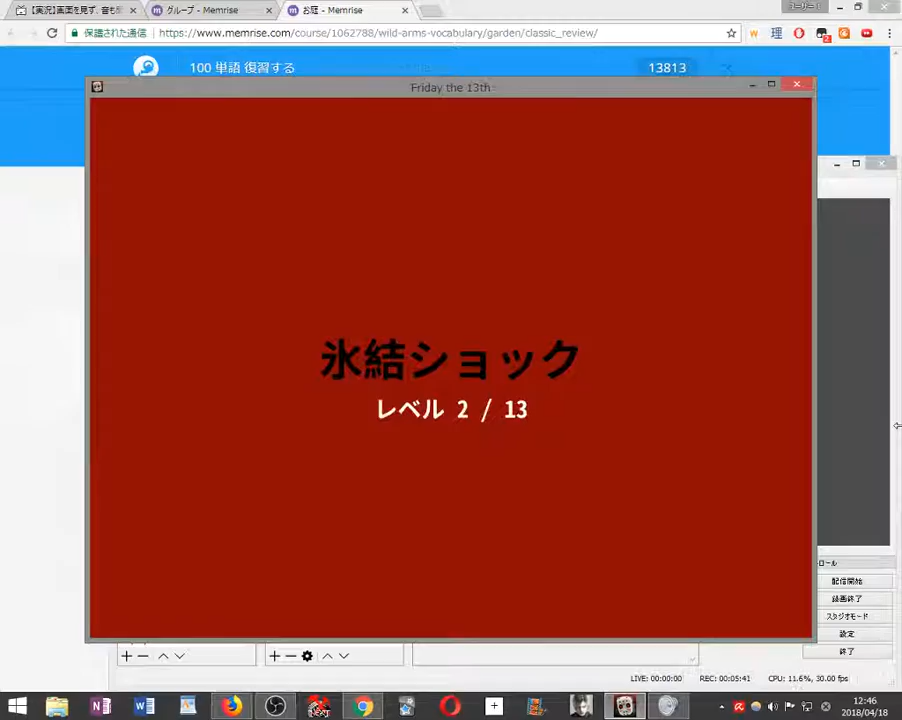 【実況】画面を見ず、音も
グループ - Memrise
お庭 - Memrise
保護された通信
https://www.memrise.com/course/1062788/wild-arms-vocabulary/garden/classic_review/
100 単語 復習する
13813
Friday the 13th
氷結ショック
レベル 2 / 13
ロール
配信開始
録画終了
スタジオモード
設定
終了
LIVE: 00:00:00
REC: 00:05:41
CPU: 11.6%, 30.00 fps
12:46
2018/04/18